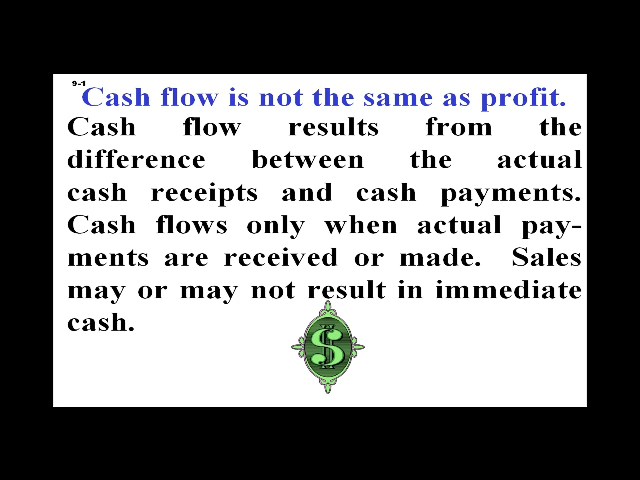 9-1
Cash flow is not the same as profit.
Cash flow results from the
difference between the actual
cash receipts and cash payments.
Cash flows only when actual pay-
ments are received or made. Sales
may or may not result in immediate
cash.
$